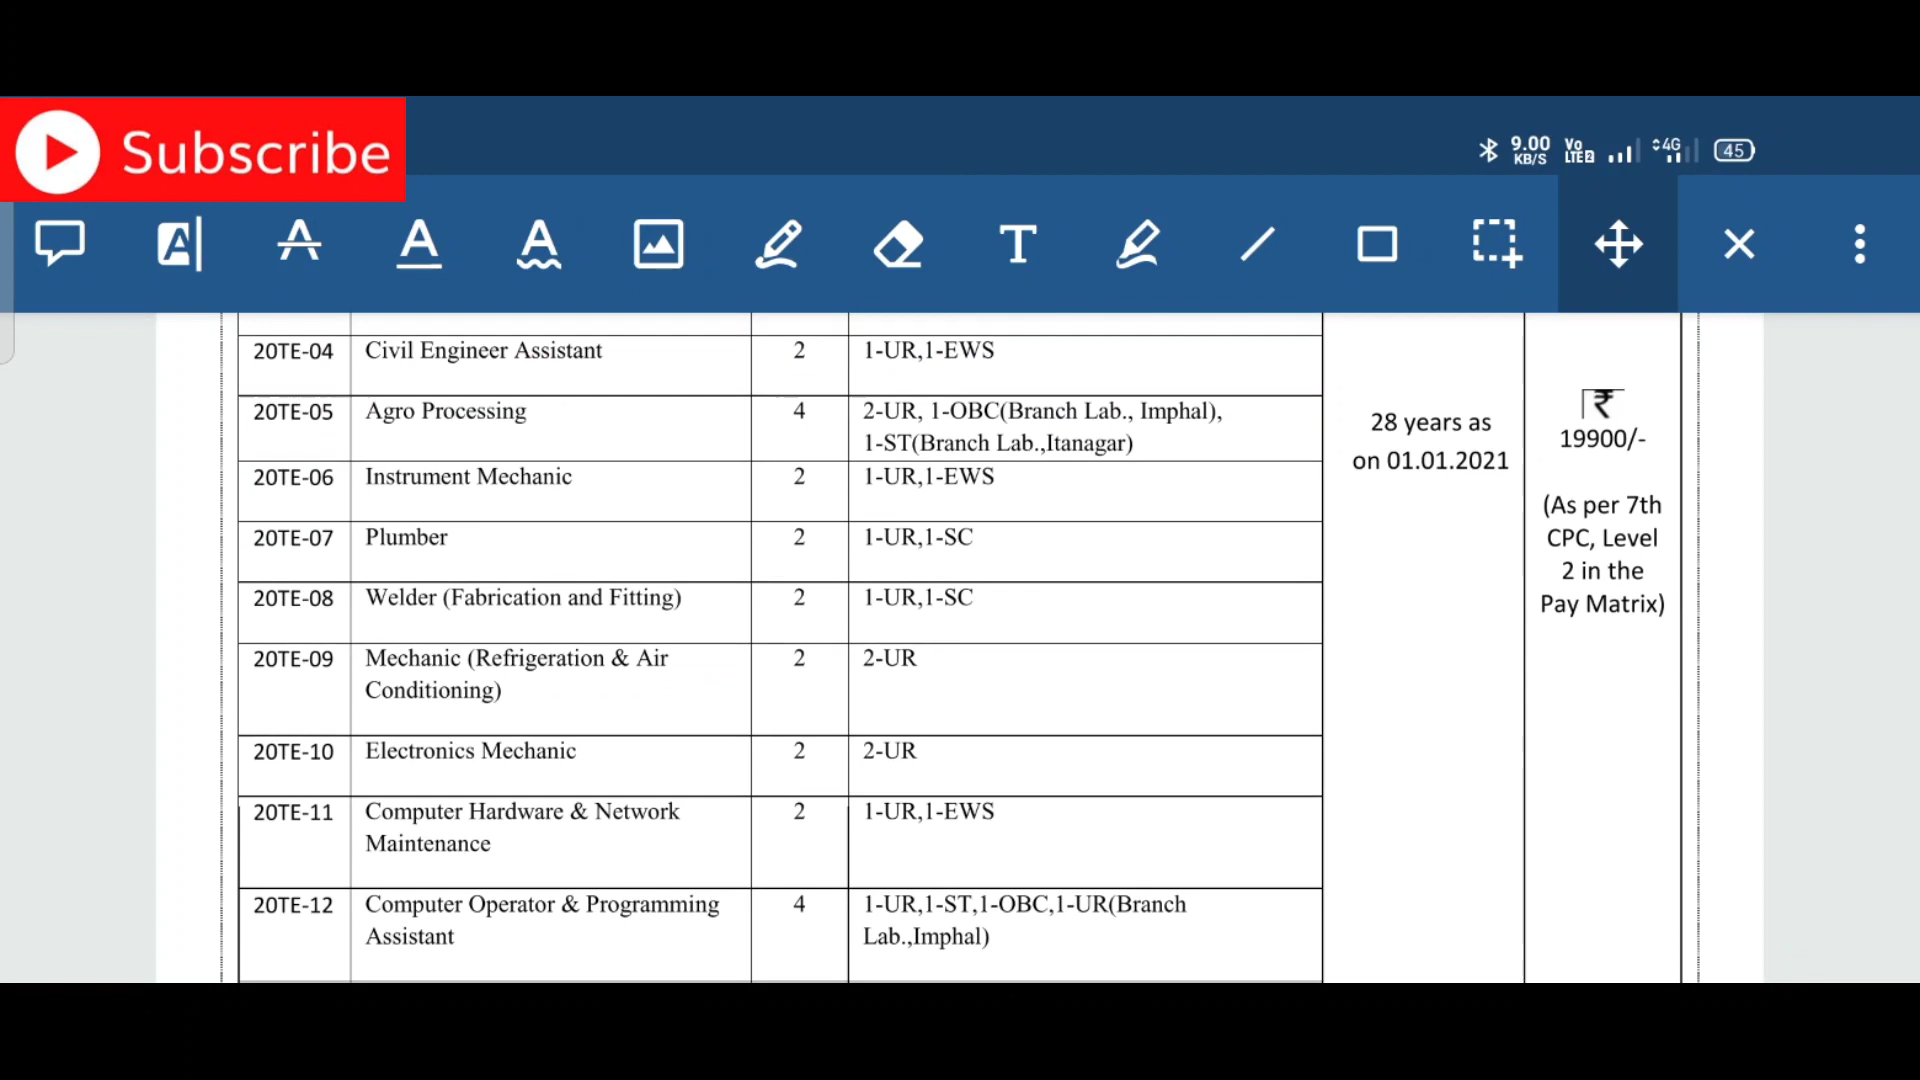 Subscribe
9.00
KB/S
Vo
LTE2
4G
45
20TE-04 Civil Engineer Assistant 2 1-UR,1-EWS
20TE-05 Agro Processing 4 2-UR, 1-OBC(Branch Lab., Imphal),
1-ST(Branch Lab.,Itanagar)
20TE-06 Instrument Mechanic 2 1-UR,1-EWS
20TE-07 Plumber 2 1-UR,1-SC
20TE-08 Welder (Fabrication and Fitting) 2 1-UR,1-SC
20TE-09 Mechanic (Refrigeration & Air 2 2-UR
Conditioning)
20TE-10 Electronics Mechanic 2 2-UR
20TE-11 Computer Hardware & Network 2 1-UR,1-EWS
Maintenance
20TE-12 Computer Operator & Programming 4 1-UR,1-ST,1-OBC,1-UR(Branch
Assistant Lab.,Imphal)
28 years as
on 01.01.2021
₹
19900/-
(As per 7th
CPC, Level
2 in the
Pay Matrix)